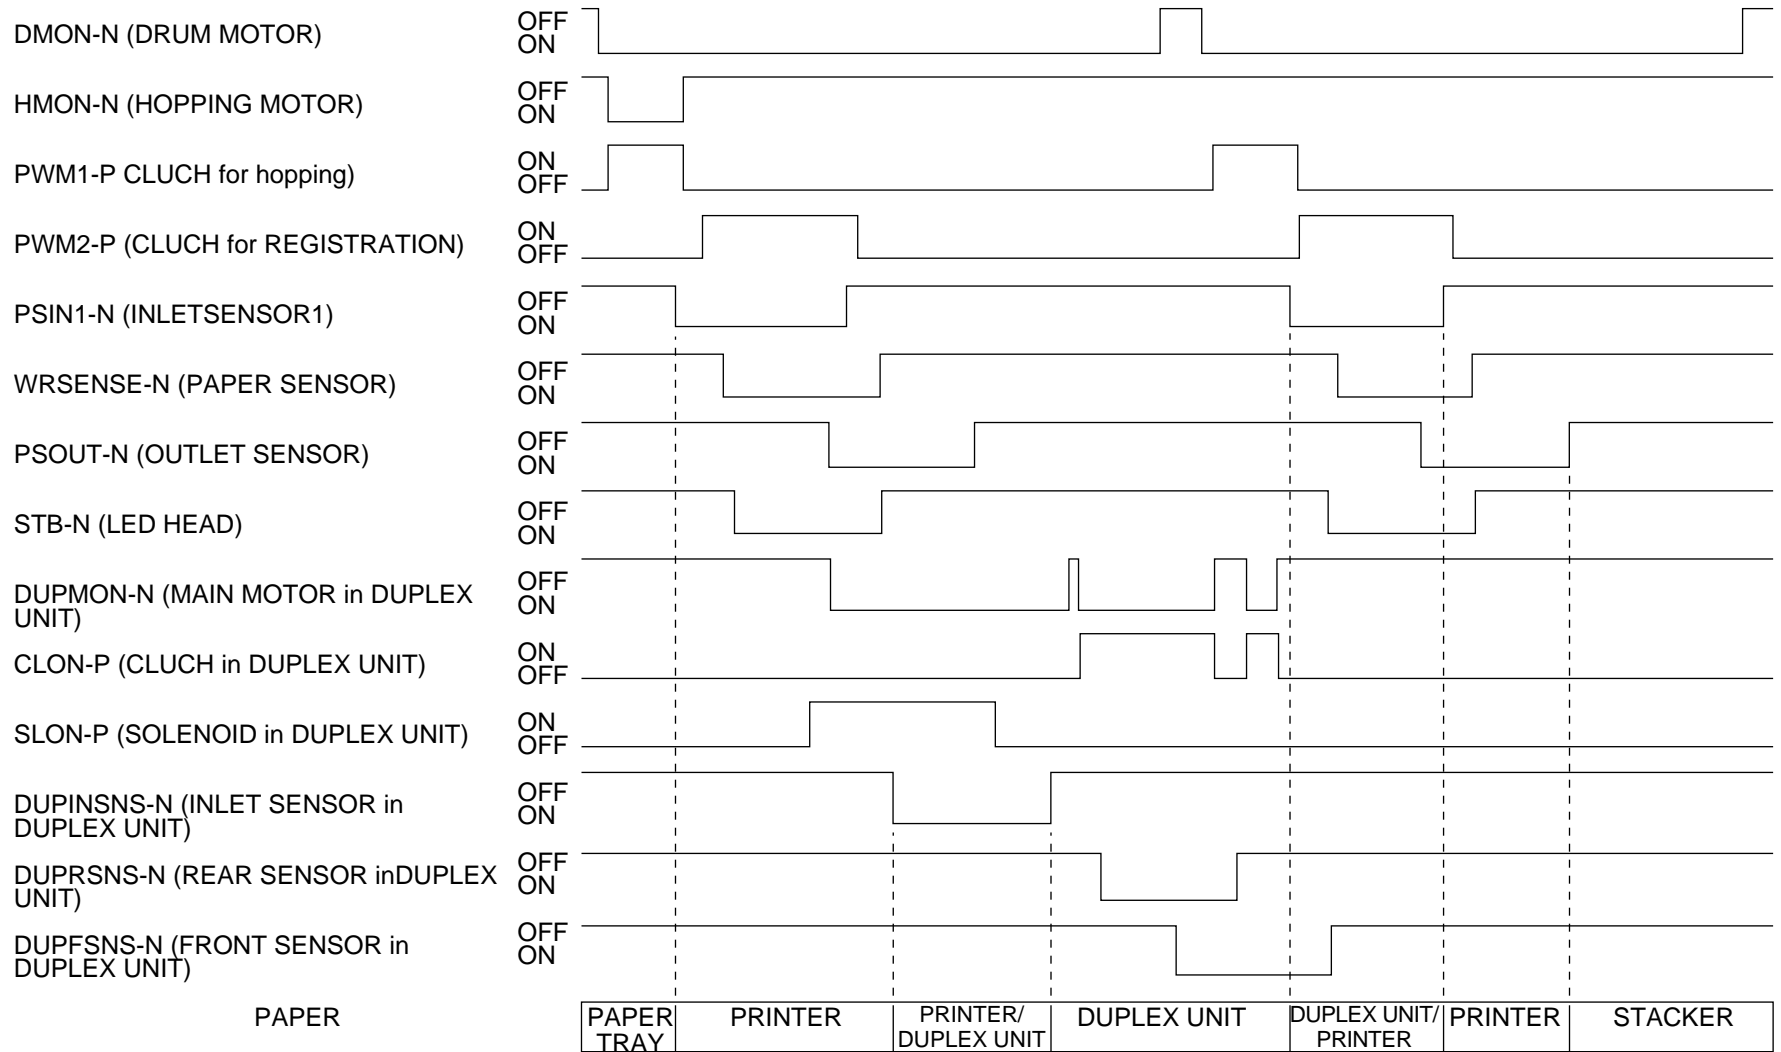 DMON-N (DRUM MOTOR)
OFF
ON
HMON-N (HOPPING MOTOR)
OFF
ON
PWM1-P CLUCH for hopping)
ON
OFF
PWM2-P (CLUCH for REGISTRATION)
ON
OFF
PSIN1-N (INLETSENSOR1)
OFF
ON
WRSENSE-N (PAPER SENSOR)
OFF
ON
PSOUT-N (OUTLET SENSOR)
OFF
ON
STB-N (LED HEAD)
OFF
ON
DUPMON-N (MAIN MOTOR in DUPLEX
UNIT)
OFF
ON
CLON-P (CLUCH in DUPLEX UNIT)
ON
OFF
SLON-P (SOLENOID in DUPLEX UNIT)
ON
OFF
DUPINSNS-N (INLET SENSOR in
DUPLEX UNIT)
OFF
ON
DUPRSNS-N (REAR SENSOR inDUPLEX
UNIT)
OFF
ON
DUPFSNS-N (FRONT SENSOR in
DUPLEX UNIT)
OFF
ON
PAPER
PAPER
TRAY
PRINTER
PRINTER/
DUPLEX UNIT
DUPLEX UNIT
DUPLEX UNIT/
PRINTER
PRINTER
STACKER